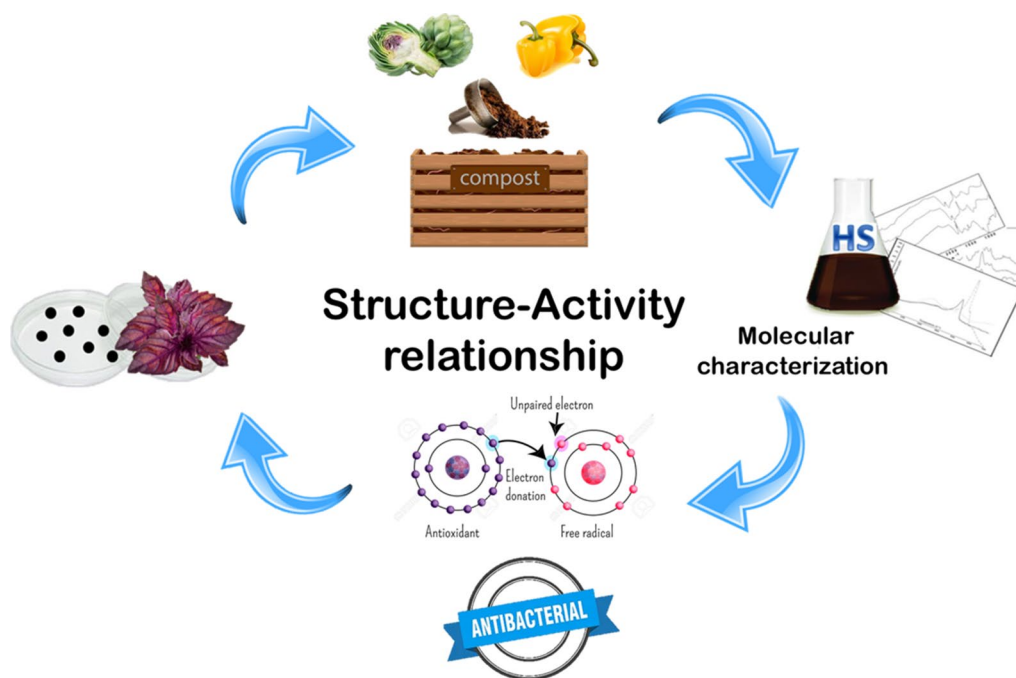 compost
HS
Structure-Activity
relationship
Molecular
characterization
Unpaired electron
Electron
donation
Antioxidant
Free radical
ANTIBACTERIAL